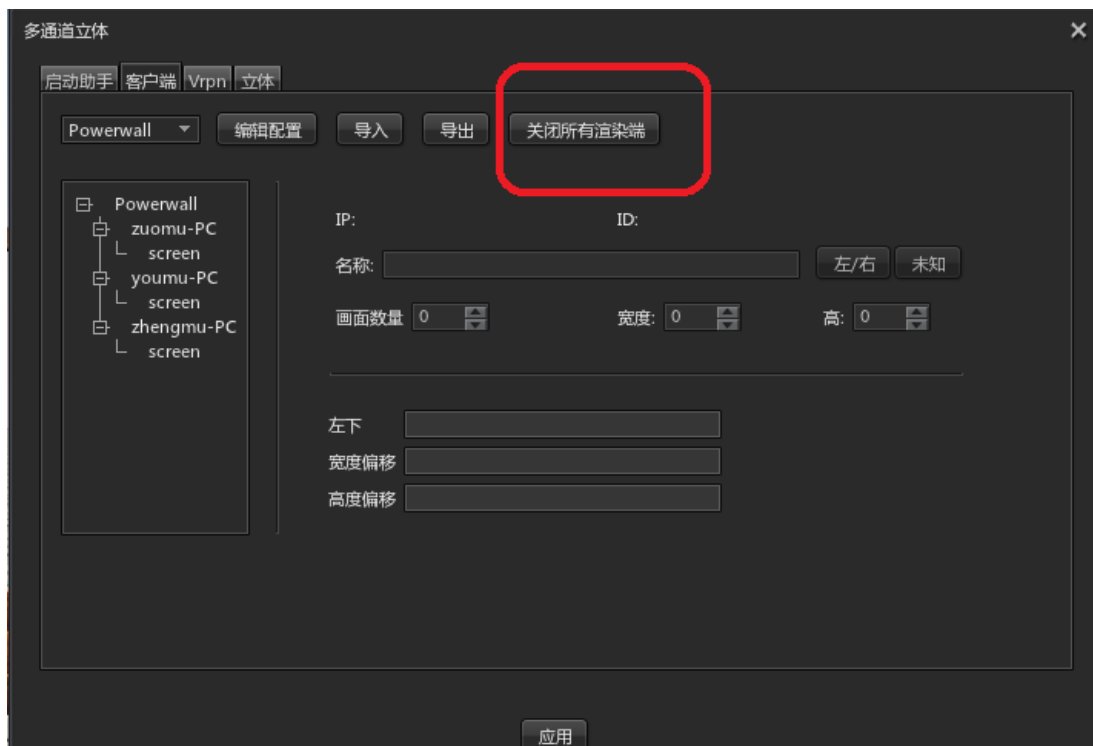 多通道立体
启动助手 客户端 Vrpn 立体
Powerwall 编辑配置 导入 导出 关闭所有渲染端
Powerwall
zuomu-PC
screen
youmu-PC
screen
zhengmu-PC
screen
IP: ID:
名称: 左/右 未知
画面数量 0 宽度: 0 高: 0
左下
宽度偏移
高度偏移
应用